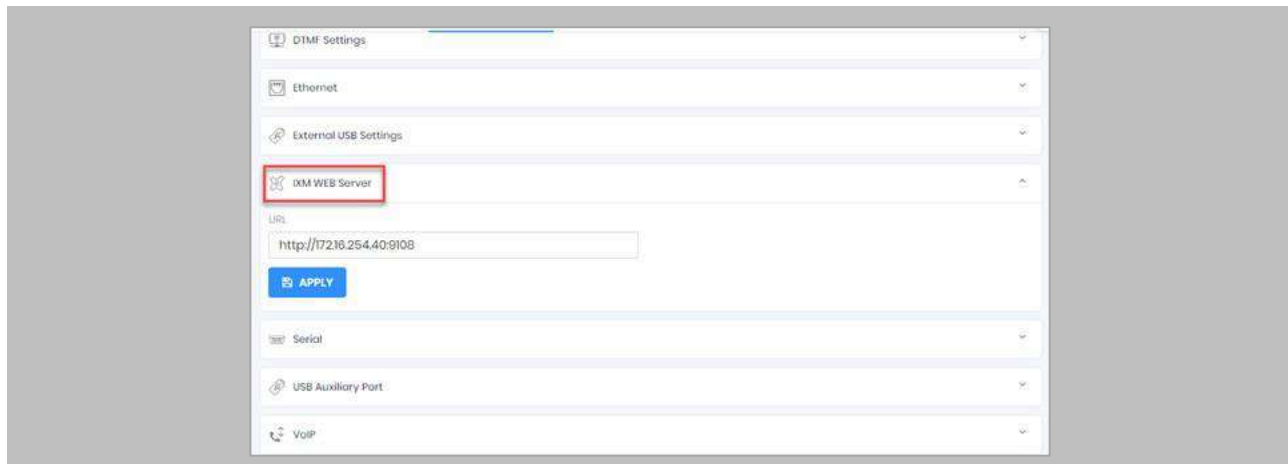 DTMF Settings
Ethernet
External USB Settings
IXM WEB Server
URL
http://172.16.254.40:9108
APPLY
Serial
USB Auxiliary Port
VoIP